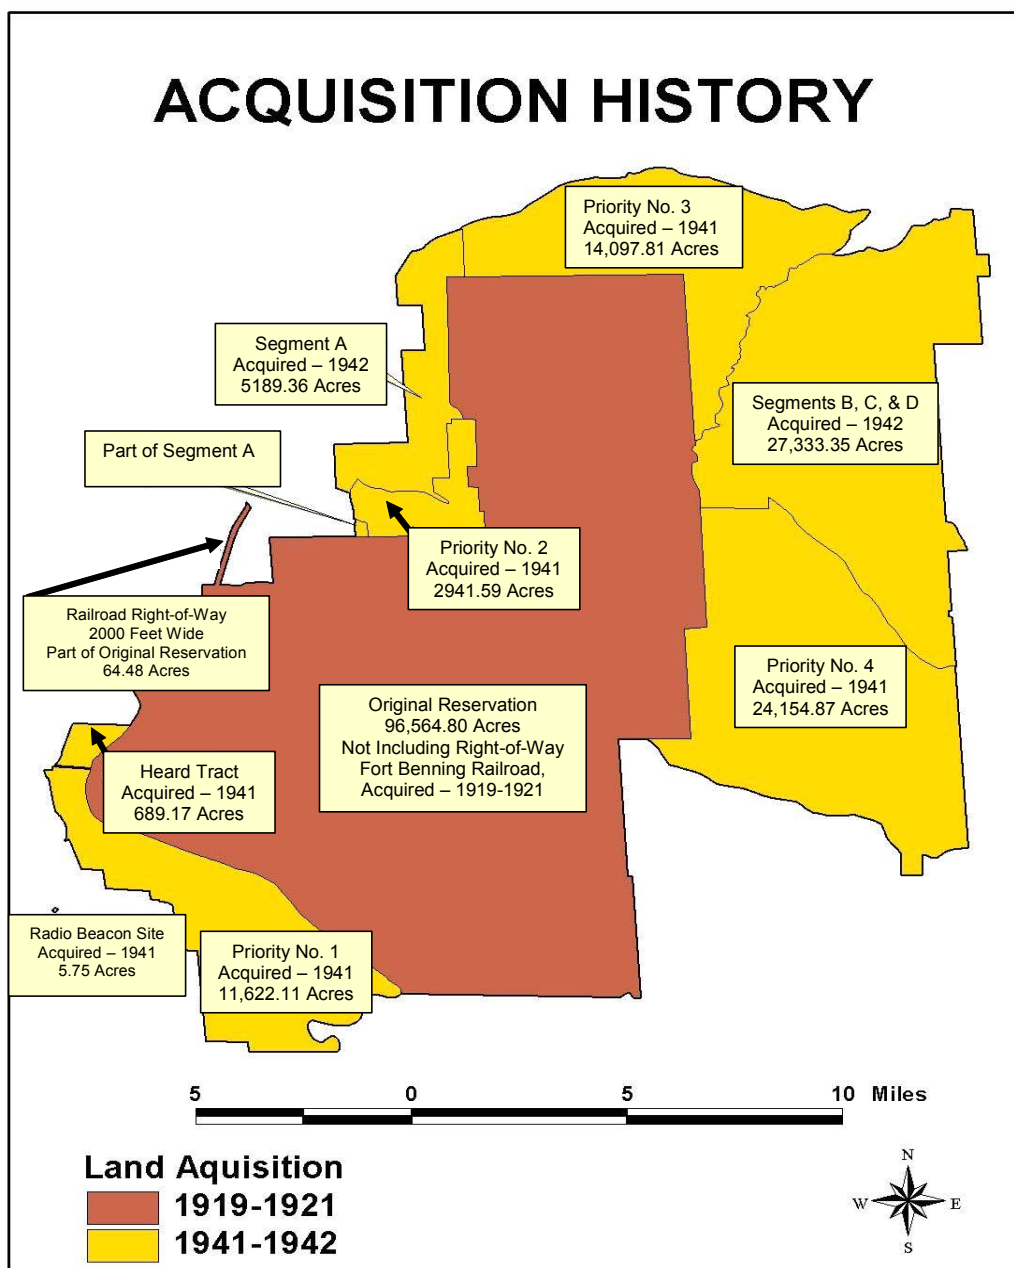 ACQUISITION HISTORY
Priority No. 3
Acquired – 1941
14,097.81 Acres
Segment A
Acquired – 1942
5189.36 Acres
Segments B, C, & D
Acquired – 1942
27,333.35 Acres
Part of Segment A
Priority No. 2
Acquired – 1941
2941.59 Acres
Railroad Right-of-Way
2000 Feet Wide
Part of Original Reservation
64.48 Acres
Priority No. 4
Acquired – 1941
24,154.87 Acres
Original Reservation
96,564.80 Acres
Not Including Right-of-Way
Fort Benning Railroad,
Acquired – 1919-1921
Heard Tract
Acquired – 1941
689.17 Acres
Radio Beacon Site
Acquired – 1941
5.75 Acres
Priority No. 1
Acquired – 1941
11,622.11 Acres
5 0 5 10 Miles
Land Aquisition
1919-1921
1941-1942
N
W E
S